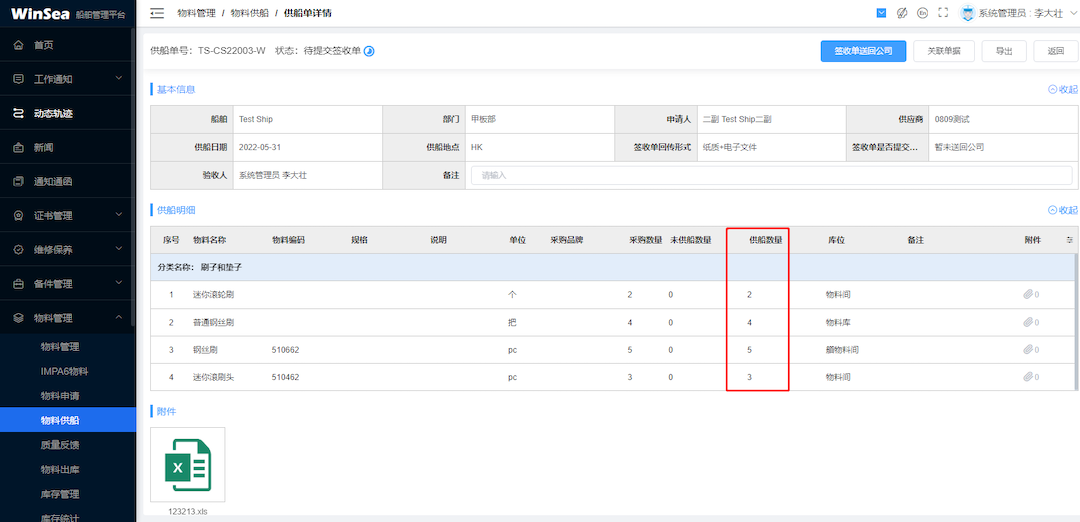 WinSea 船舶管理平台
首页
工作通知
动态轨迹
新闻
通知通函
证书管理
维修保养
备件管理
物料管理
物料管理
IMPA6物料
物料申请
物料供船
质量反馈
物料出库
库存管理
库存统计
物料管理 / 物料供船 / 供船单详情
En 系统管理员 : 李大壮
供船单号: TS-CS22003-W 状态: 待提交签收单
签收单送回公司 关联单据 导出 返回
基本信息 收起
船舶 Test Ship 部门 甲板部 申请人 二副 Test Ship二副 供应商 0809测试
供船日期 2022-05-31 供船地点 HK 签收单回传形式 纸质+电子文件 签收单是否提交... 暂未送回公司
验收人 系统管理员 李大壮 备注 请输入
供船明细 收起
序号 物料名称 物料编码 规格 说明 单位 采购品牌 采购数量 未供船数量 供船数量 库位 备注 附件
分类名称: 刷子和垫子
1 迷你滚轮刷 个 2 0 2 物料间 0
2 普通钢丝刷 把 4 0 4 物料库 0
3 钢丝刷 510662 pc 5 0 5 艏物料间 0
4 迷你滚刷头 510462 pc 3 0 3 物料间 0
附件
X
123213.xls